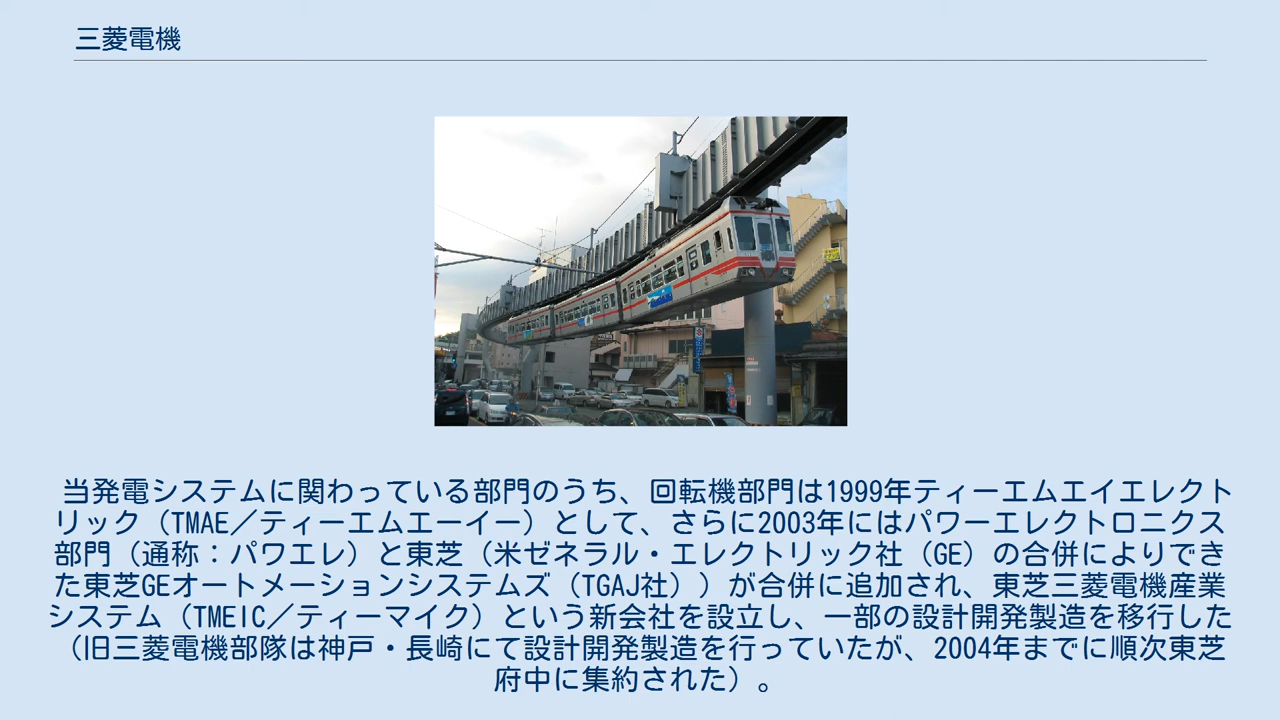 三菱電機
当発電システムに関わっている部門のうち、回転機部門は1999年ティーエムエイエレクト
リック（TMAE／ティーエムエーイー）として、さらに2003年にはパワーエレクトロニクス
部門（通称：パワエレ）と東芝（米ゼネラル・エレクトリック社（GE）の合併によりでき
た東芝GEオートメーションシステムズ（TGAJ社））が合併に追加され、東芝三菱電機産業
システム（TMEIC／ティーマイク）という新会社を設立し、一部の設計開発製造を移行した
（旧三菱電機部隊は神戸・長崎にて設計開発製造を行っていたが、2004年までに順次東芝
府中に集約された）。